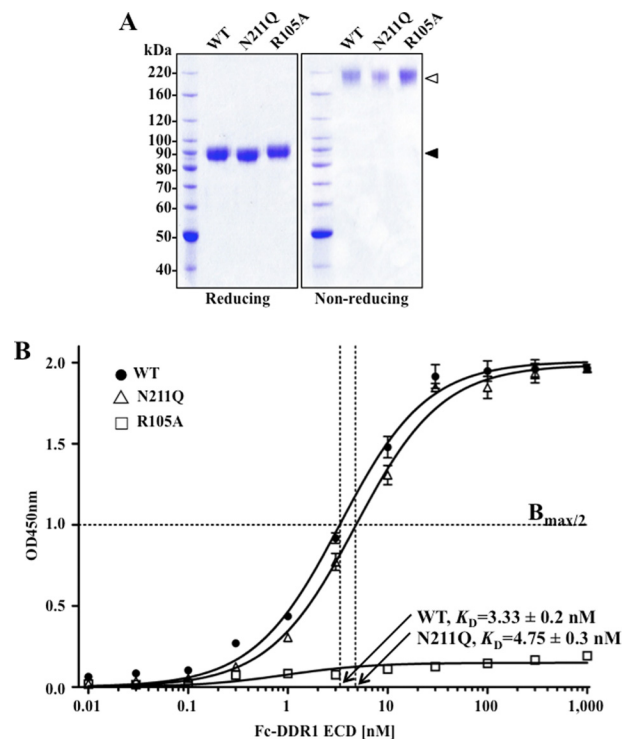 A
kDa WT N211Q R105A WT N211Q R105A
220-
160-
120-
100-
90-
80-
70-
60-
50-
40-
Reducing Non-reducing
B
2.0
1.5
1.0
0.5
0.0
OD450nm
WT
N211Q
R105A
Bmax/2
WT, KD=3.33 ± 0.2 nM
N211Q, KD=4.75 ± 0.3 nM
0.01 0.1 1 10 100 1,000
Fc-DDR1 ECD [nM]